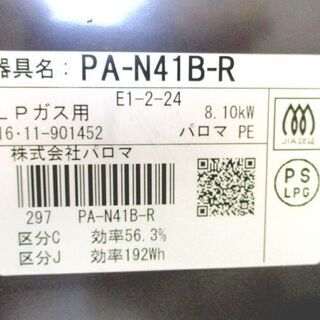 器具名: PA-N41B-R
E1-2-24
LPガス用 8.10kW
16·11-901452 パロマ PE
株式会社パロマ
JIA認証
PS
LPG
297 PA-N41B-R
区分C 効率56.3%
区分J 効率192Wh